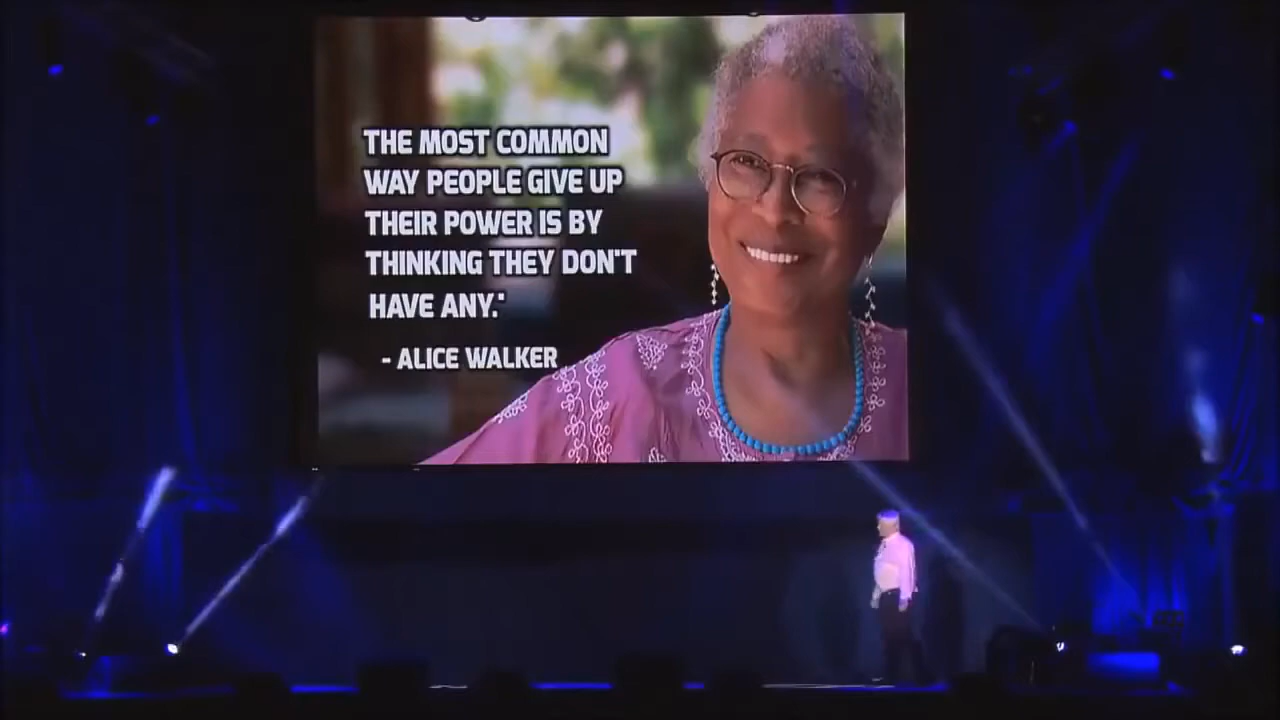 THE MOST COMMON
WAY PEOPLE GIVE UP
THEIR POWER IS BY
THINKING THEY DON'T
HAVE ANY."
- ALICE WALKER